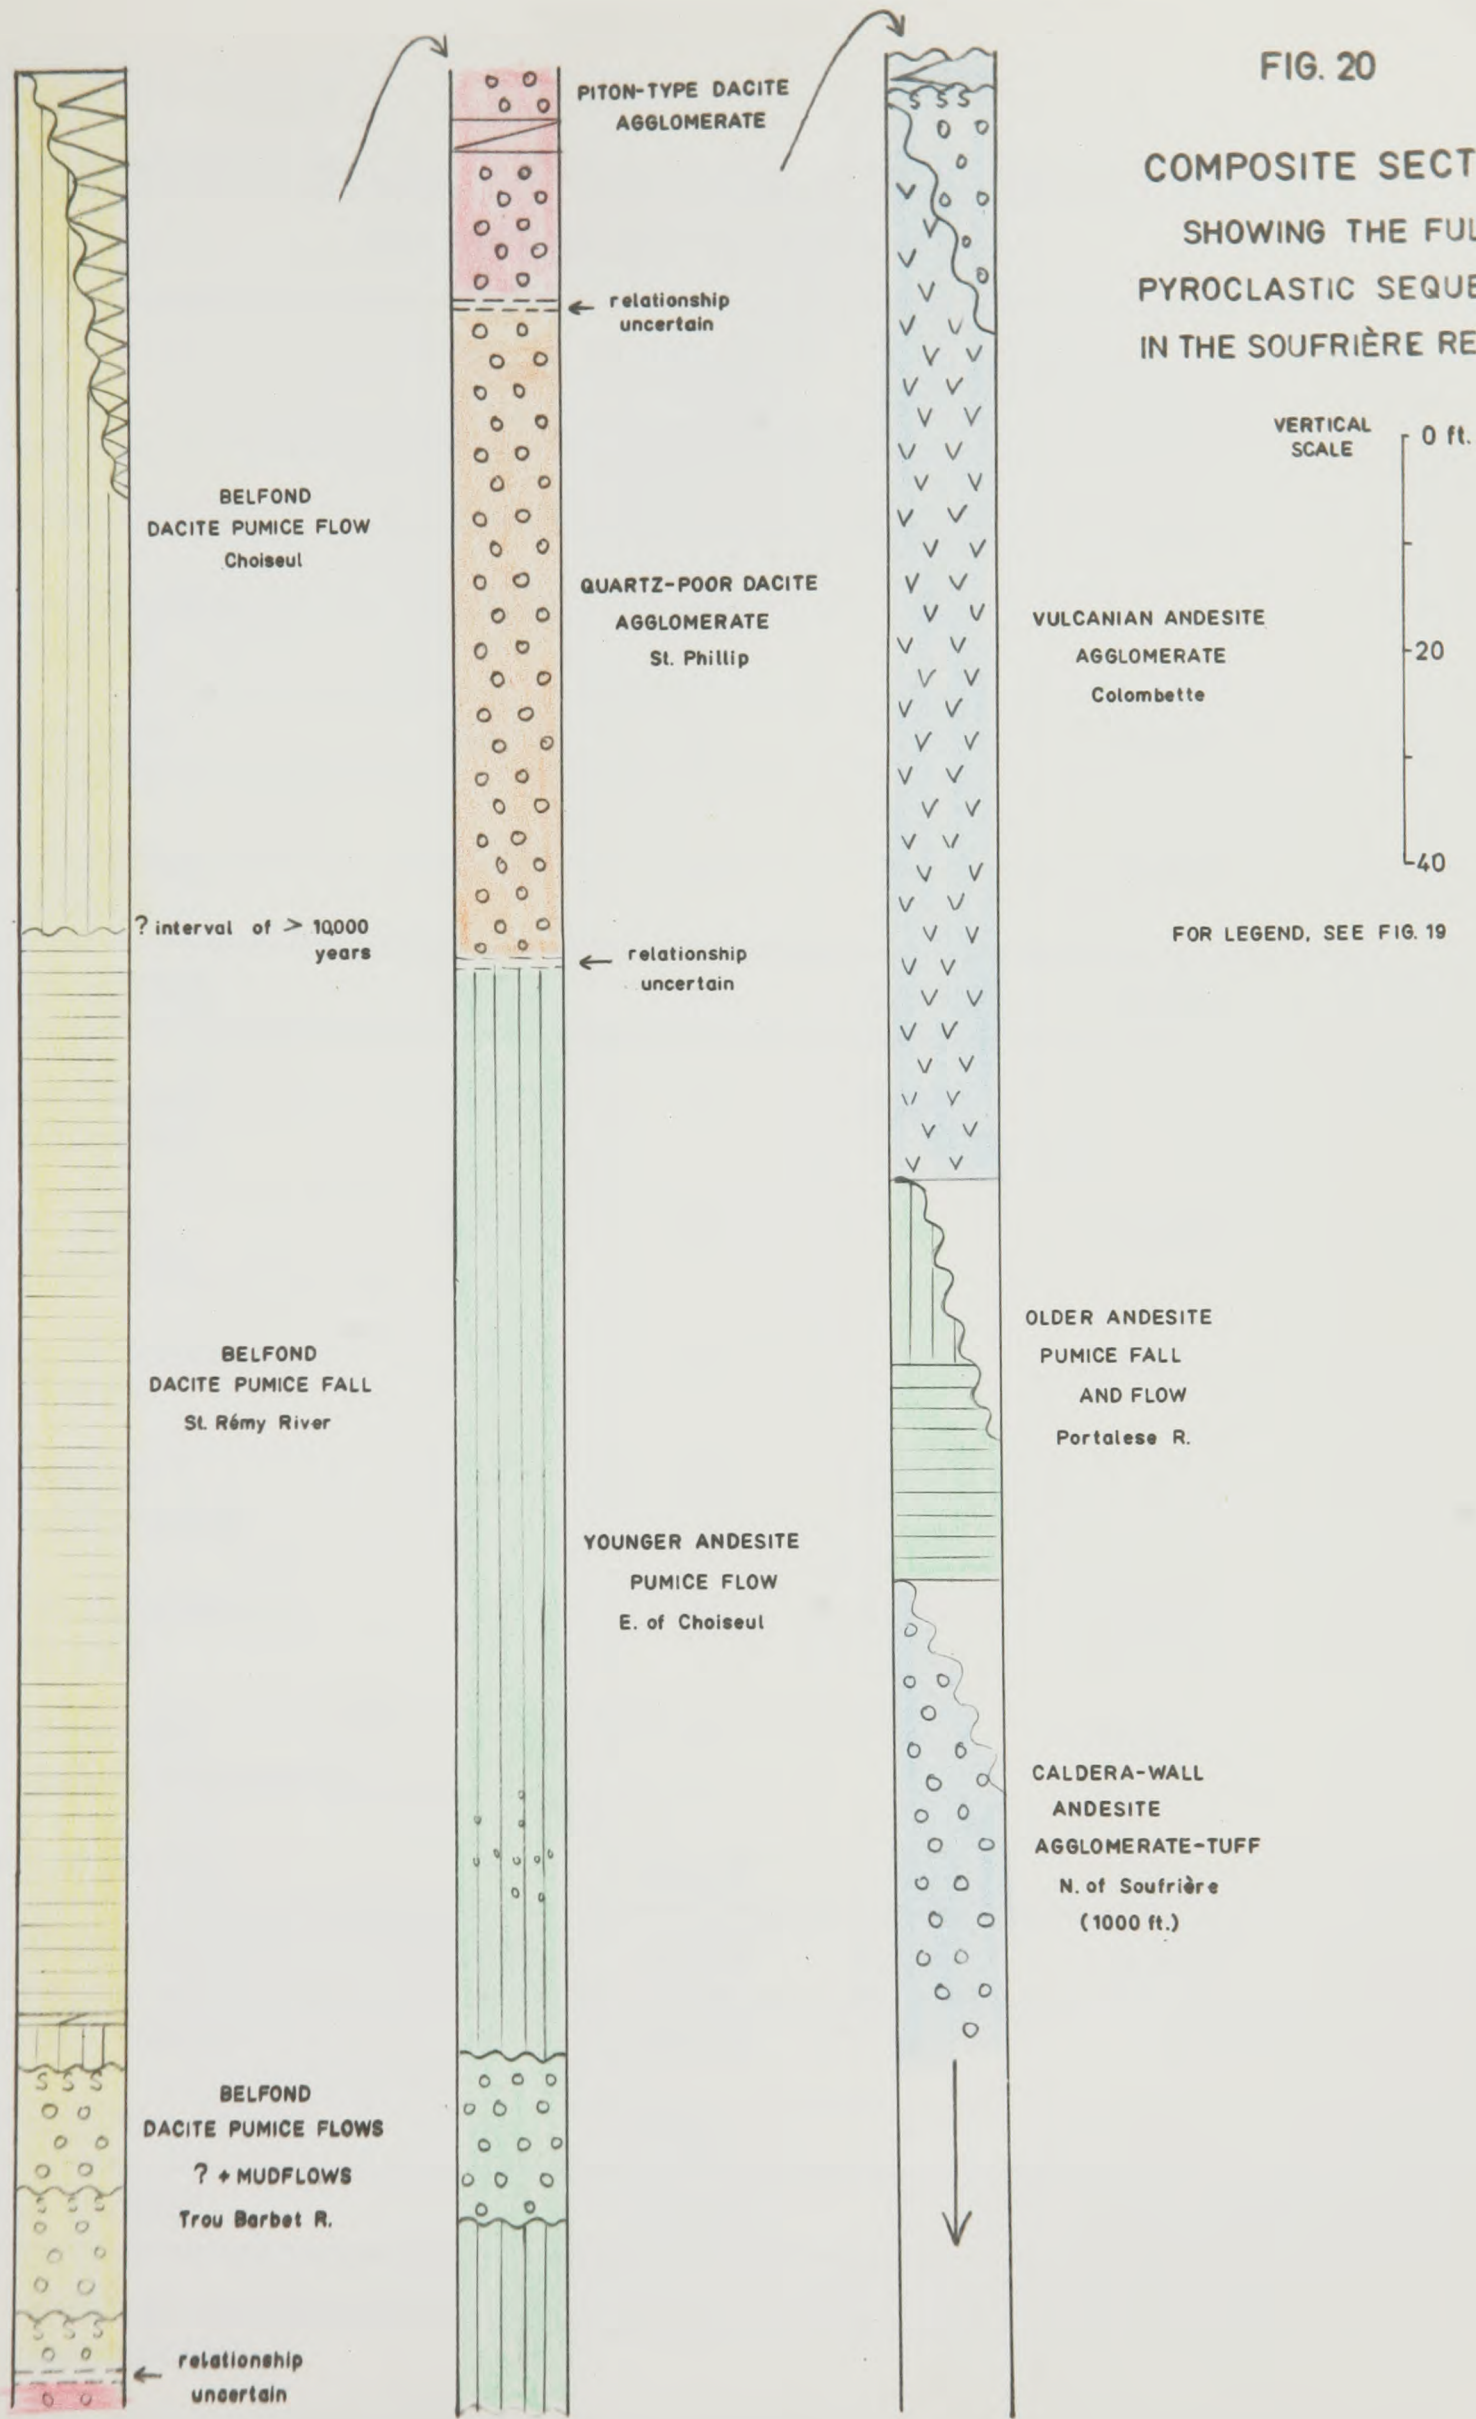 FIG. 20
COMPOSITE SECT
SHOWING THE FUL
PYROCLASTIC SEQUE
IN THE SOUFRIÈRE RE
VERTICAL
SCALE
0 ft.
20
40
FOR LEGEND, SEE FIG. 19
BELFOND
DACITE PUMICE FLOW
Choiseul
? interval of > 10,000
years
BELFOND
DACITE PUMICE FALL
St. Rémy River
BELFOND
DACITE PUMICE FLOWS
? + MUDFLOWS
Trou Barbet R.
relationship
uncertain
PITON-TYPE DACITE
AGGLOMERATE
relationship
uncertain
QUARTZ-POOR DACITE
AGGLOMERATE
St. Phillip
relationship
uncertain
YOUNGER ANDESITE
PUMICE FLOW
E. of Choiseul
VULCANIAN ANDESITE
AGGLOMERATE
Colombette
OLDER ANDESITE
PUMICE FALL
AND FLOW
Portalese R.
CALDERA-WALL
ANDESITE
AGGLOMERATE-TUFF
N. of Soufrière
(1000 ft.)